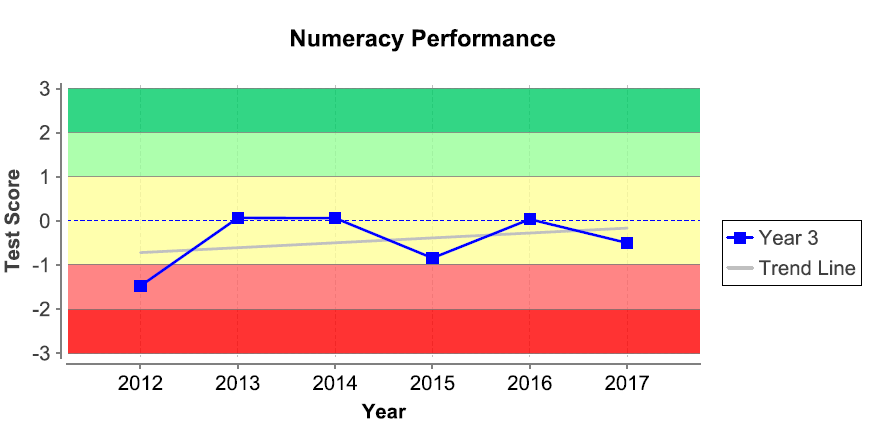 Numeracy Performance
3
2
1
0
-1
-2
-3
Test Score
2012 2013 2014 2015 2016 2017
Year
Year 3
Trend Line